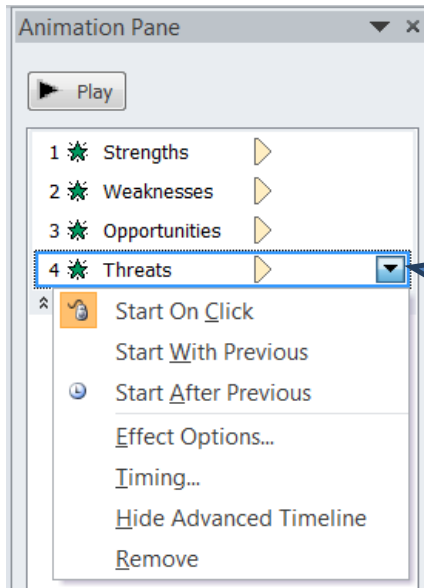 Animation Pane
Play
1 Strengths
2 Weaknesses
3 Opportunities
4 Threats
Start On Click
Start With Previous
Start After Previous
Effect Options...
Timing...
Hide Advanced Timeline
Remove